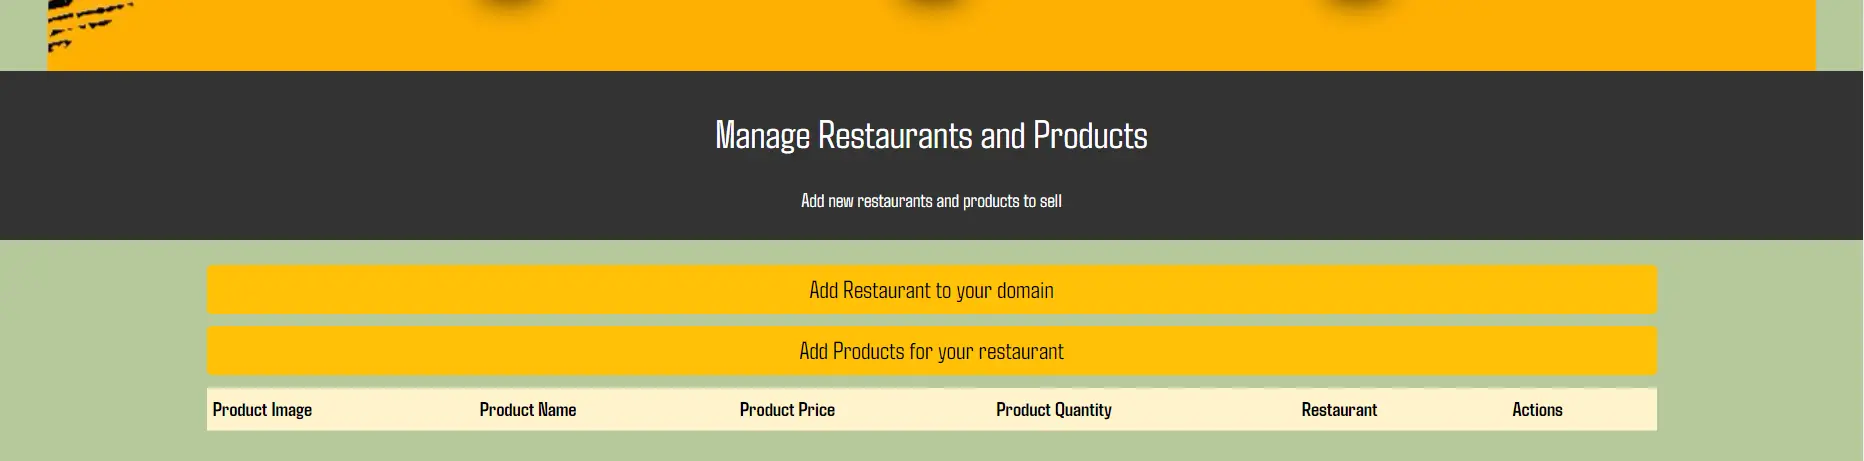 Manage Restaurants and Products
Add new restaurants and products to sell
Add Restaurant to your domain
Add Products for your restaurant
Product Image Product Name Product Price Product Quantity Restaurant Actions